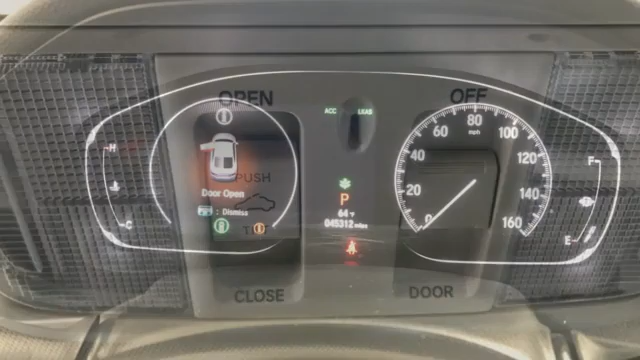 OPEN OFF
ACC LKAS
80
60 mph 100
40 120
20 140
0 160
H
C
F
E
PUSH
Door Open
: Dismiss
P
64°F
045312 miles
CLOSE DOOR